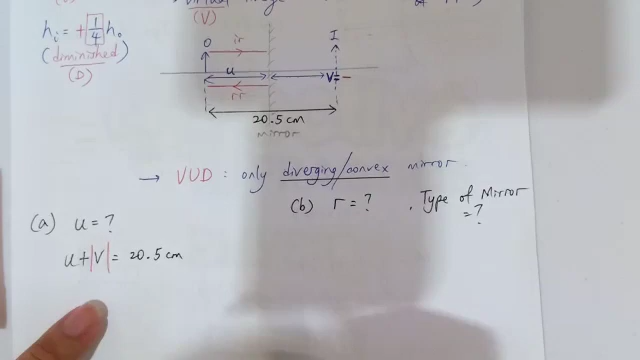 virtual
(V)
hᵢ = + 1/4 hₒ
(diminished)
(D)
O
ir
I
u
V = -
rr
20.5 cm
mirror
→ VUD : only diverging/convex mirror.
(a) u = ?
(b) r = ?
. Type of Mirror
= ?
u + |V| = 20.5 cm